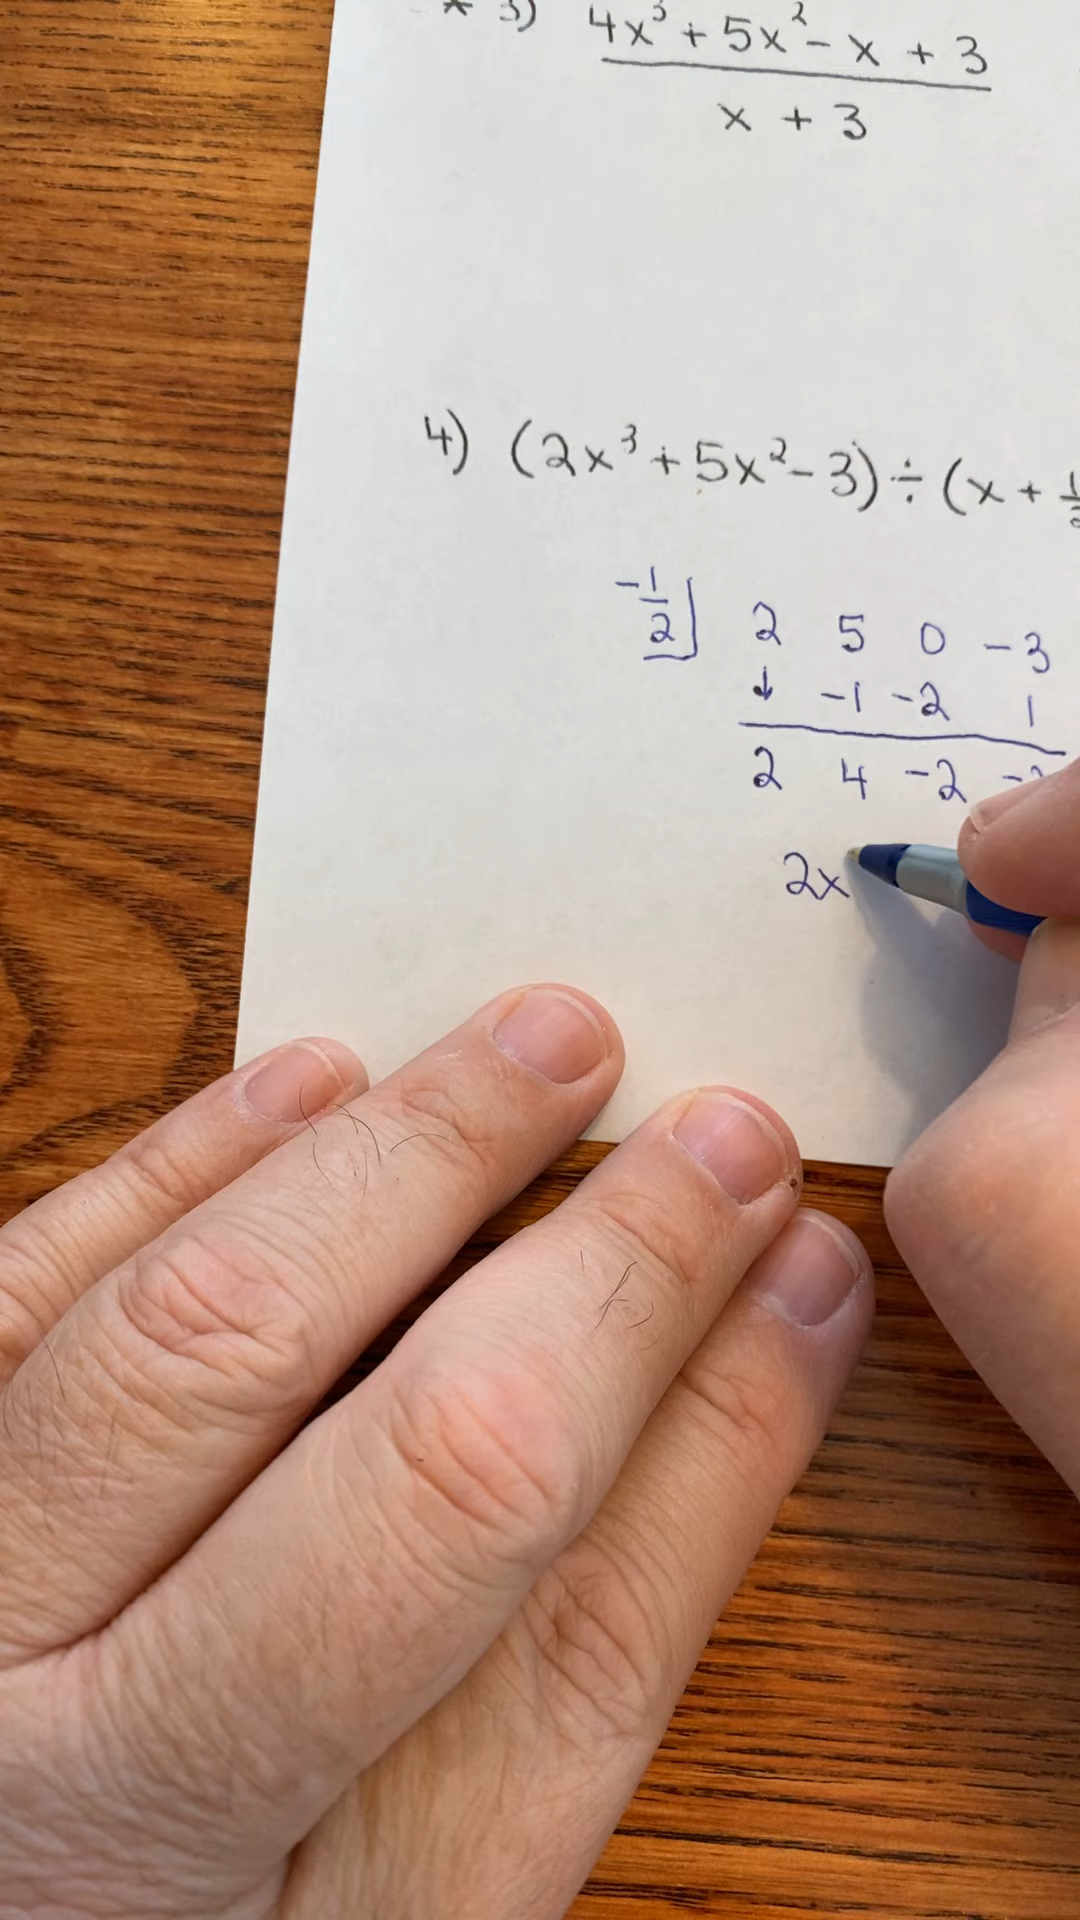 * 3) 4x³ + 5x² - x + 3
x + 3
4) (2x³ + 5x² - 3) ÷ (x + 1
-1/2 | 2 5 0 -3
↓ -1 -2 1
2 4 -2
2x